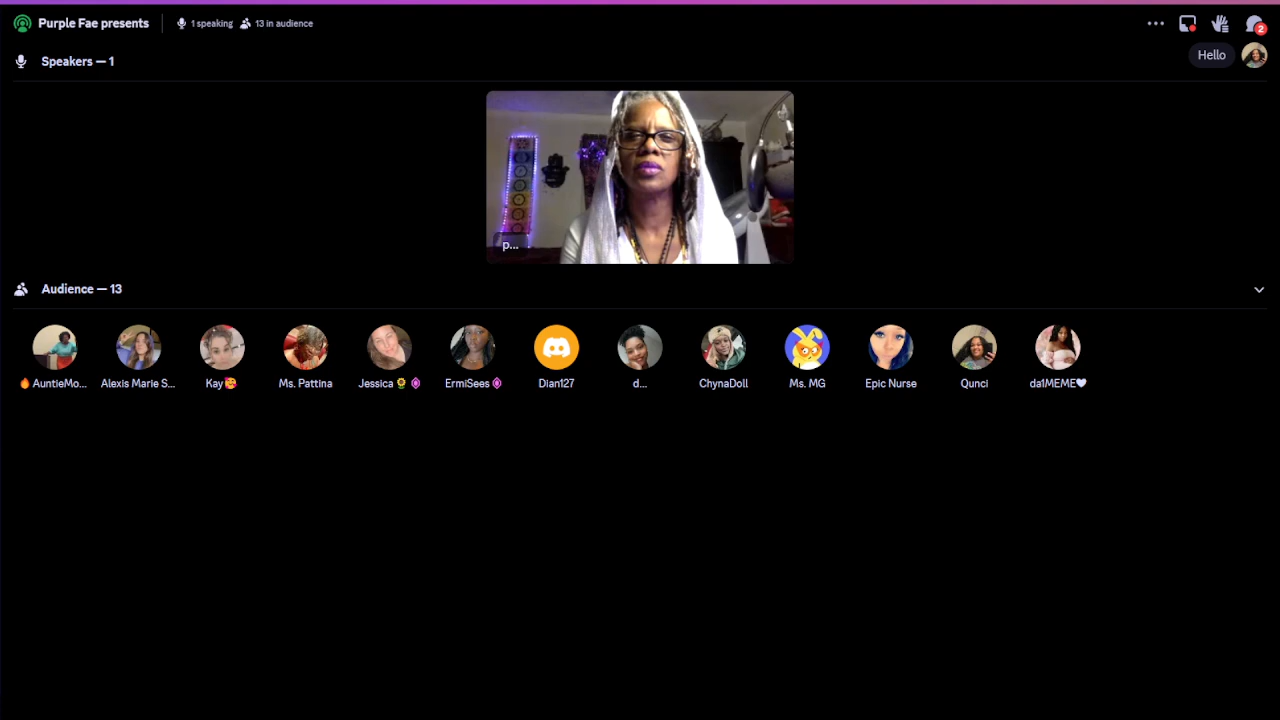 Purple Fae presents
1 speaking 13 in audience
2
Hello
Speakers — 1
p...
Audience — 13
🔥 AuntieMo...
Alexis Marie S...
Kay🥰
Ms. Pattina
Jessica 🌻
ErmiSees
Dian127
d...
ChynaDoll
Ms. MG
Epic Nurse
Qunci
da1MEME🤍